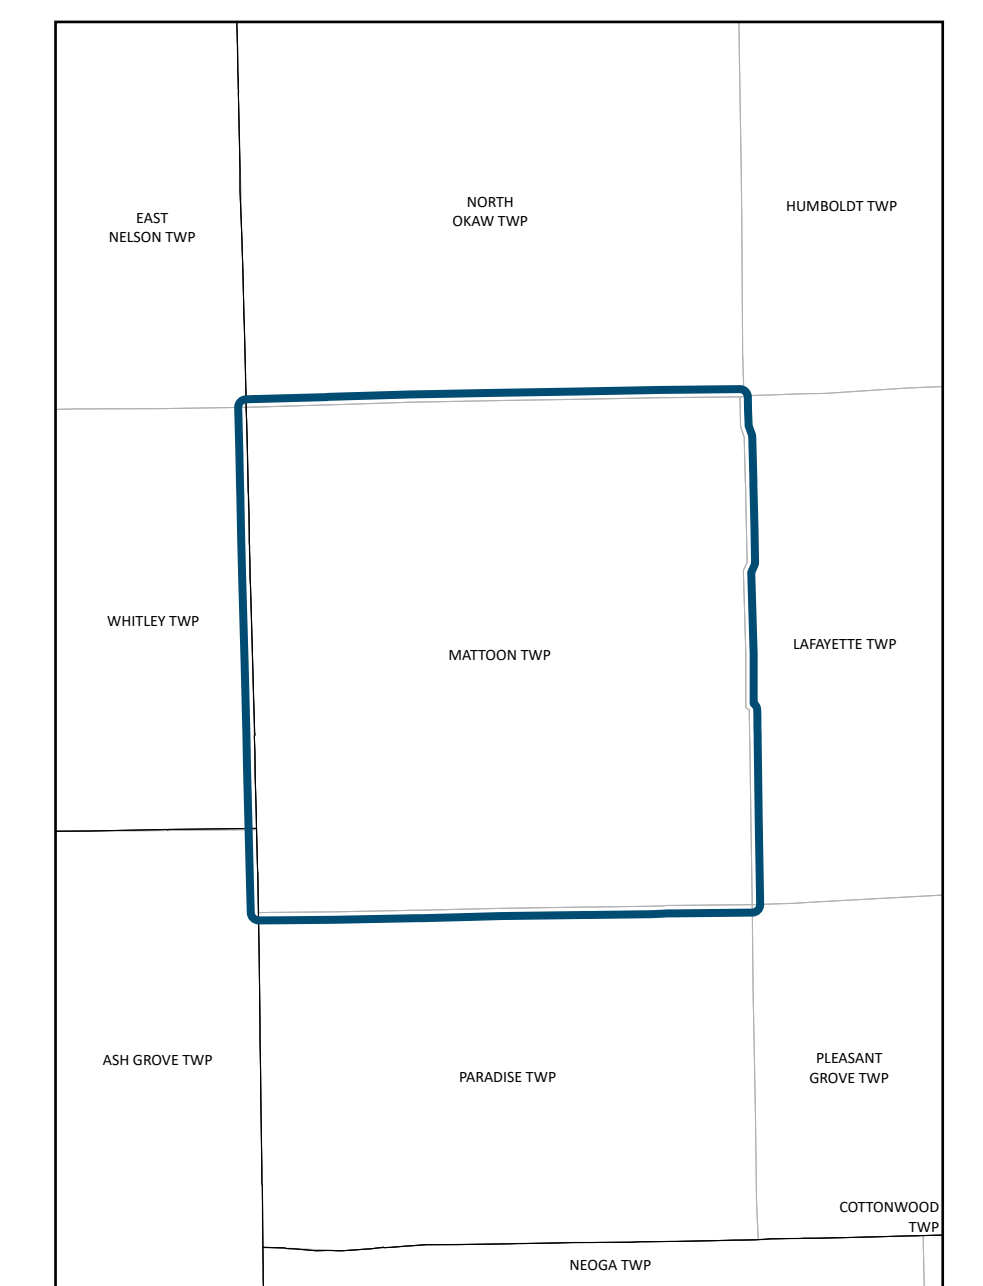 NORTH
OKAW TWP
HUMBOLDT TWP
EAST
NELSON TWP
WHITLEY TWP
MATTOON TWP
LAFAYETTE TWP
ASH GROVE TWP
PARADISE TWP
PLEASANT
GROVE TWP
COTTONWOOD
TWP
NEOGA TWP